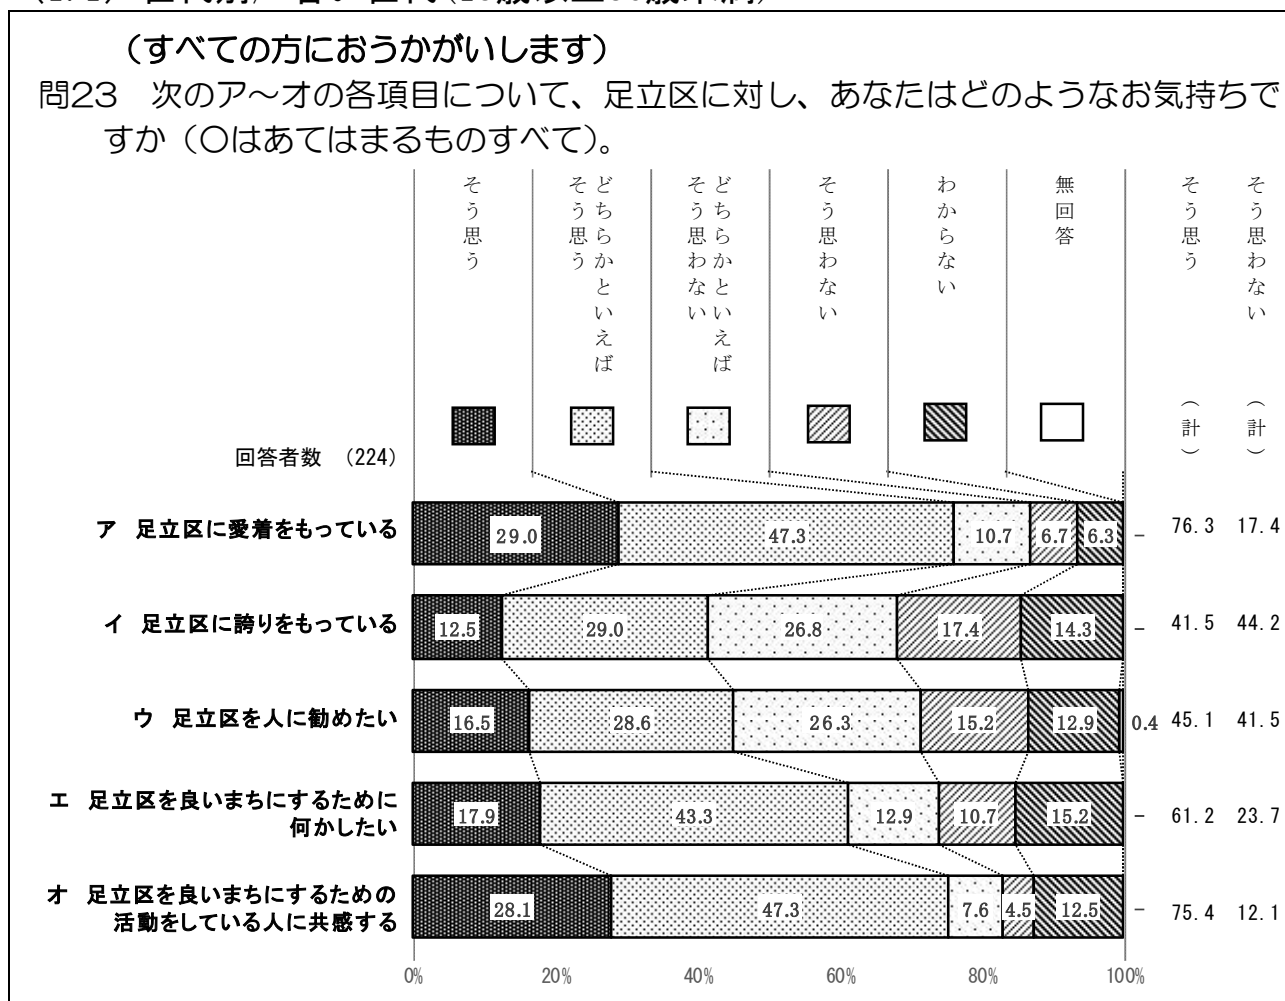 （すべての方におうかがいします）
問23　次のア～オの各項目について、足立区に対し、あなたはどのようなお気持ちで
すか（〇はあてはまるものすべて）。
そう思う
どちらかといえば
そう思う
どちらかといえば
そう思わない
そう思わない
わからない
無回答
そう思う
（計）
そう思わない
（計）
回答者数　（224）
ア　足立区に愛着をもっている
29.0 47.3 10.7 6.7 6.3 － 76.3 17.4
イ　足立区に誇りをもっている
12.5 29.0 26.8 17.4 14.3 － 41.5 44.2
ウ　足立区を人に勧めたい
16.5 28.6 26.3 15.2 12.9 0.4 45.1 41.5
エ　足立区を良いまちにするために
何かしたい
17.9 43.3 12.9 10.7 15.2 － 61.2 23.7
オ　足立区を良いまちにするための
活動をしている人に共感する
28.1 47.3 7.6 4.5 12.5 － 75.4 12.1
0% 20% 40% 60% 80% 100%